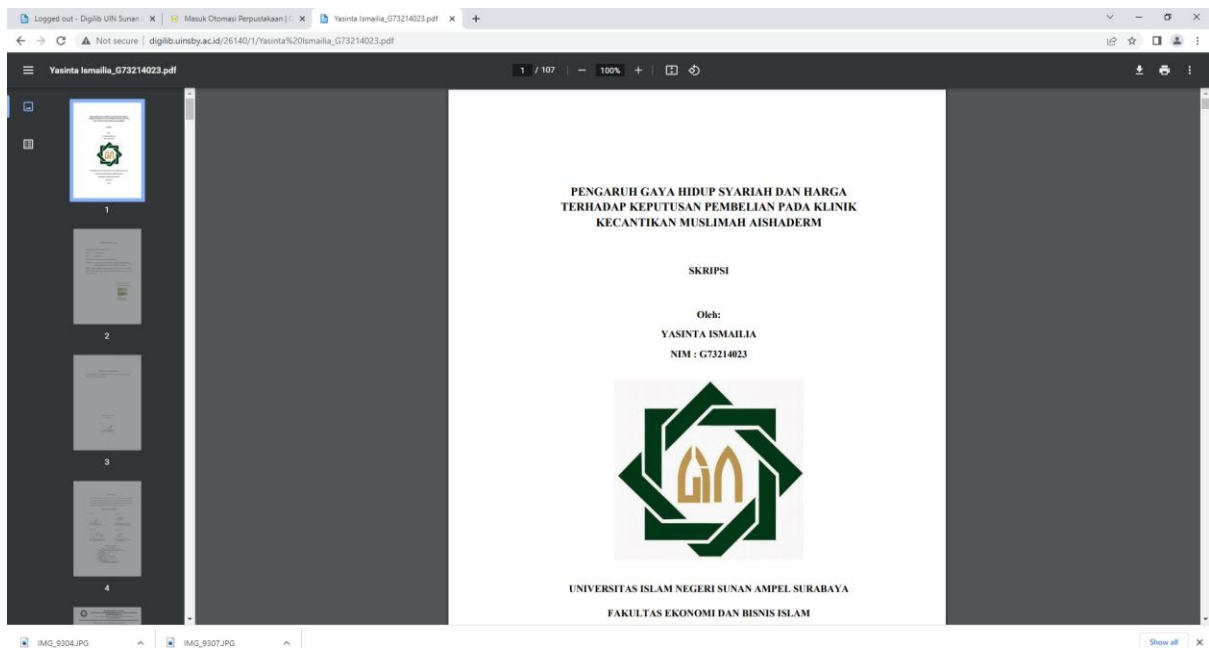 Logged out - Digilib UIN Sunan
Masuk Otomasi Perpustakaan | 
Yasinta Ismailia_G73214023.pdf
Not secure | digilib.uinsby.ac.id/26140/1/Yasinta%20Ismailia_G73214023.pdf
Yasinta Ismailia_G73214023.pdf
1 / 107
100%
1
2
3
4
PENGARUH GAYA HIDUP SYARIAH DAN HARGA
TERHADAP KEPUTUSAN PEMBELIAN PADA KLINIK
KECANTIKAN MUSLIMAH AISHADERM
SKRIPSI
Oleh:
YASINTA ISMAILIA
NIM : G73214023
UNIVERSITAS ISLAM NEGERI SUNAN AMPEL SURABAYA
FAKULTAS EKONOMI DAN BISNIS ISLAM
IMG_9304.JPG
IMG_9307.JPG
Show all